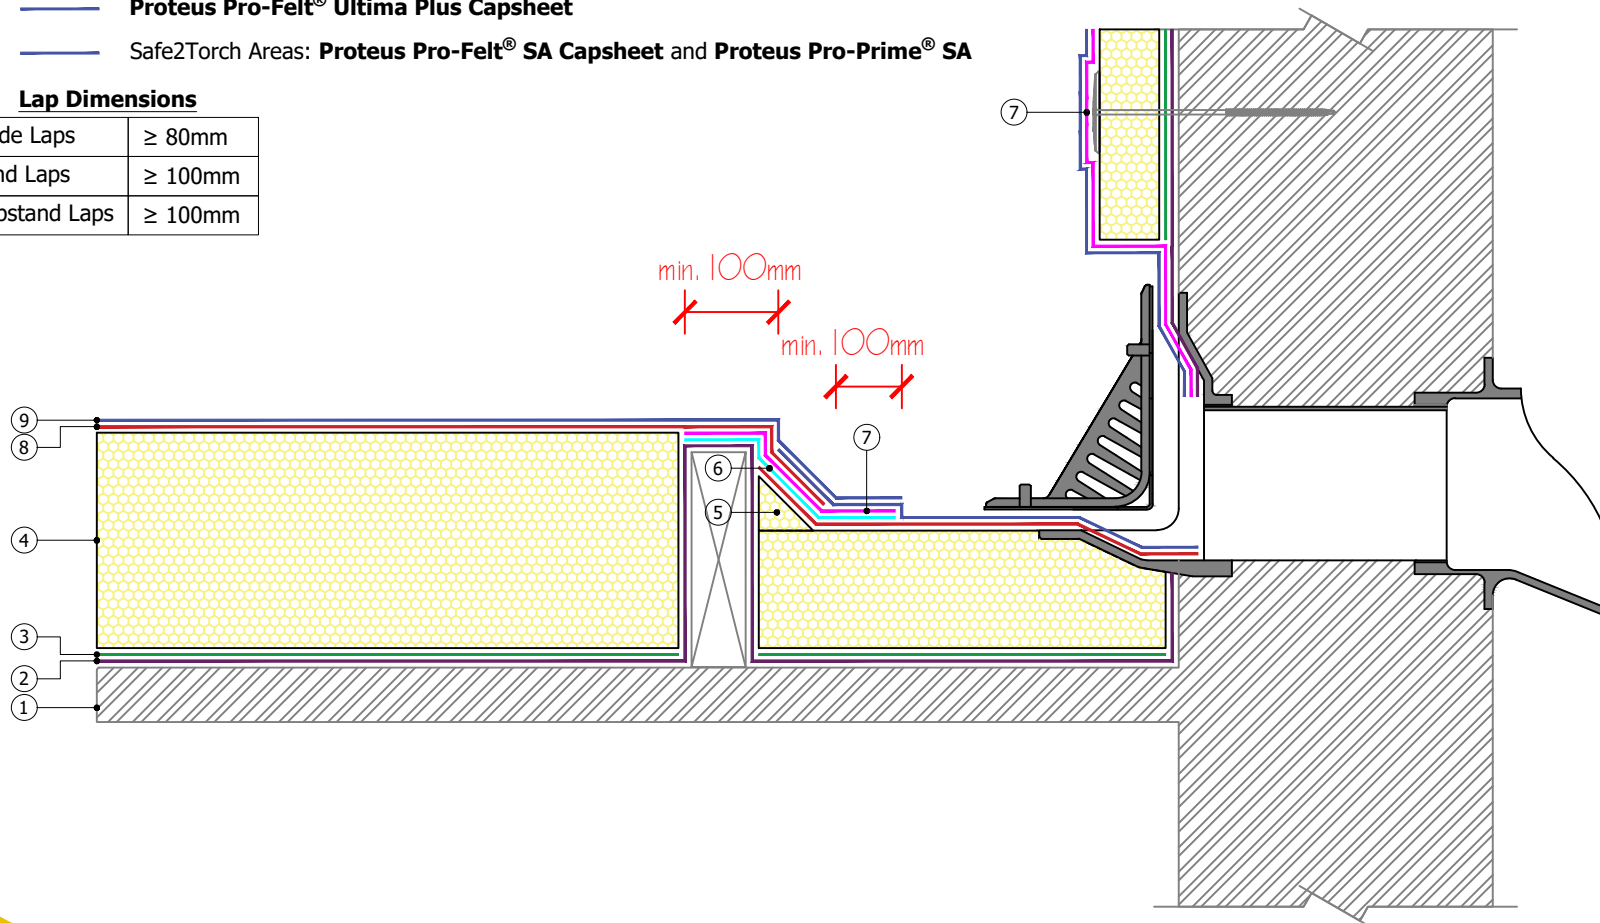 Proteus Pro-Felt® Ultima Plus Capsheet
Safe2Torch Areas: Proteus Pro-Felt® SA Capsheet and Proteus Pro-Prime® SA
Lap Dimensions
de Laps ≥ 80mm
nd Laps ≥ 100mm
pstand Laps ≥ 100mm
7
min. 100mm
min. 100mm
9
8
7
6
5
4
3
2
1